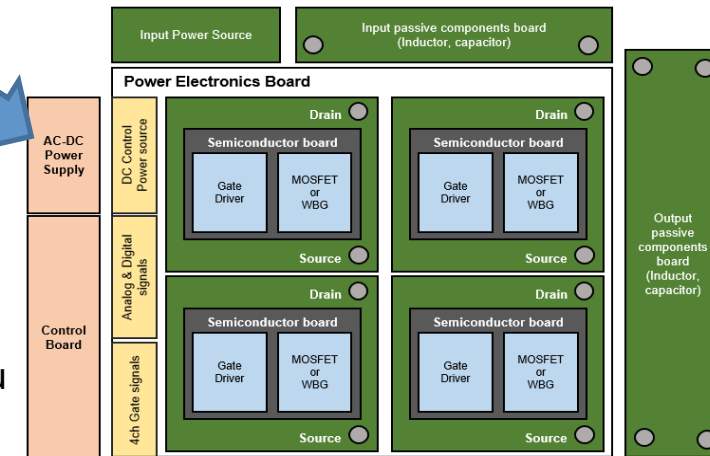 Input Power Source
Input passive components board
(Inductor, capacitor)
Power Electronics Board
AC-DC
Power
Supply
DC Control
Power source
Drain
Semiconductor board
Gate
Driver
MOSFET
or
WBG
Source
Drain
Semiconductor board
Gate
Driver
MOSFET
or
WBG
Source
Output
passive
components
board
(Inductor,
capacitor)
Control
Board
Analog & Digital
signals
4ch Gate signals
Drain
Semiconductor board
Gate
Driver
MOSFET
or
WBG
Source
Drain
Semiconductor board
Gate
Driver
MOSFET
or
WBG
Source